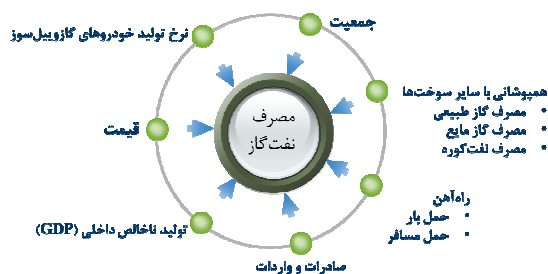 جمعیت
نرخ تولید خودروهای گازوییل‌سوز
همپوشانی با سایر سوخت‌ها
• مصرف گاز طبیعی
• مصرف گاز مایع
• مصرف نفت‌کوره
مصرف
نفت‌گاز
قیمت
راه‌آهن
• حمل بار
• حمل مسافر
تولید ناخالص داخلی (GDP)
صادرات و واردات